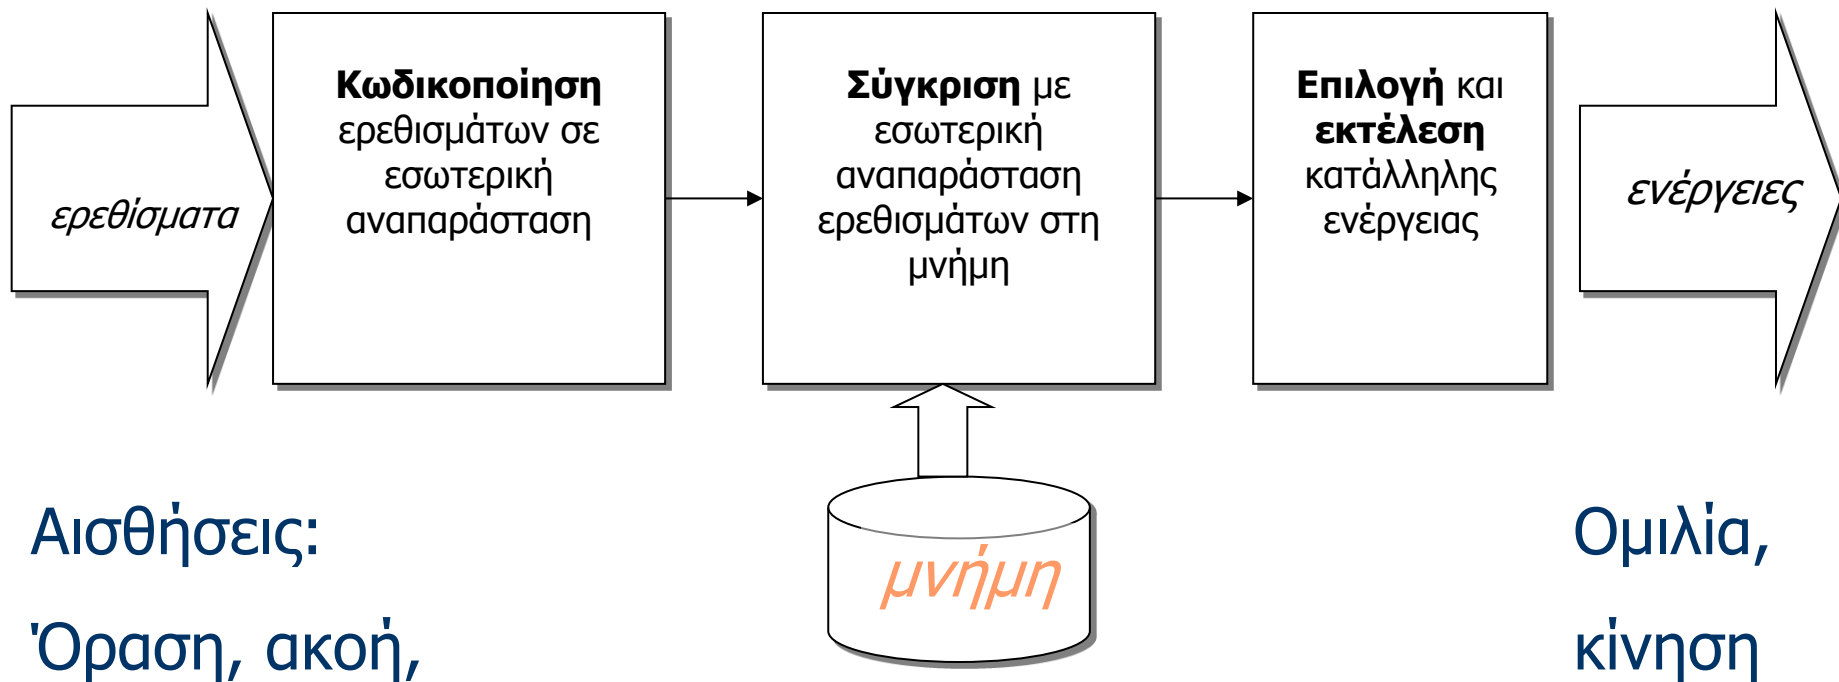 ερεθίσματα
Κωδικοποίηση
ερεθισμάτων σε
εσωτερική
αναπαράσταση
Σύγκριση με
εσωτερική
αναπαράσταση
ερεθισμάτων στη
μνήμη
Επιλογή και
εκτέλεση
κατάλληλης
ενέργειας
ενέργειες
μνήμη
Αισθήσεις:
Όραση, ακοή,
Ομιλία,
κίνηση